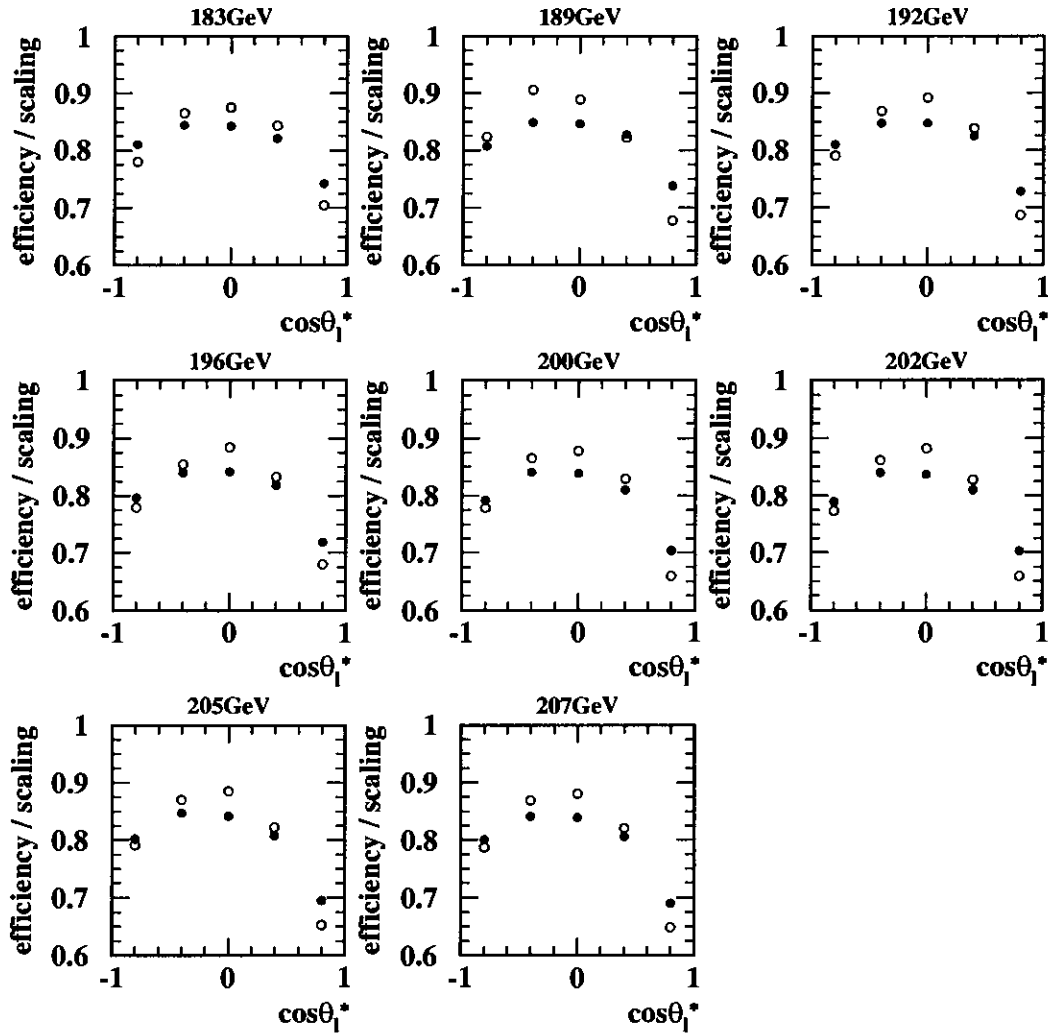 183GeV
efficiency / scaling
1
0.9
0.8
0.7
0.6
-1 0 1
cosθl*
189GeV
efficiency / scaling
1
0.9
0.8
0.7
0.6
-1 0 1
cosθl*
192GeV
efficiency / scaling
1
0.9
0.8
0.7
0.6
-1 0 1
cosθl*
196GeV
efficiency / scaling
1
0.9
0.8
0.7
0.6
-1 0 1
cosθl*
200GeV
efficiency / scaling
1
0.9
0.8
0.7
0.6
-1 0 1
cosθl*
202GeV
efficiency / scaling
1
0.9
0.8
0.7
0.6
-1 0 1
cosθl*
205GeV
efficiency / scaling
1
0.9
0.8
0.7
0.6
-1 0 1
cosθl*
207GeV
efficiency / scaling
1
0.9
0.8
0.7
0.6
-1 0 1
cosθl*